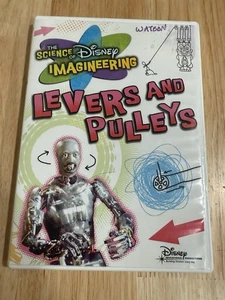 WATSON
THE
SCIENCE OF Disney
IMAGINEERING
LEVERS AND
PULLEYS
Disney